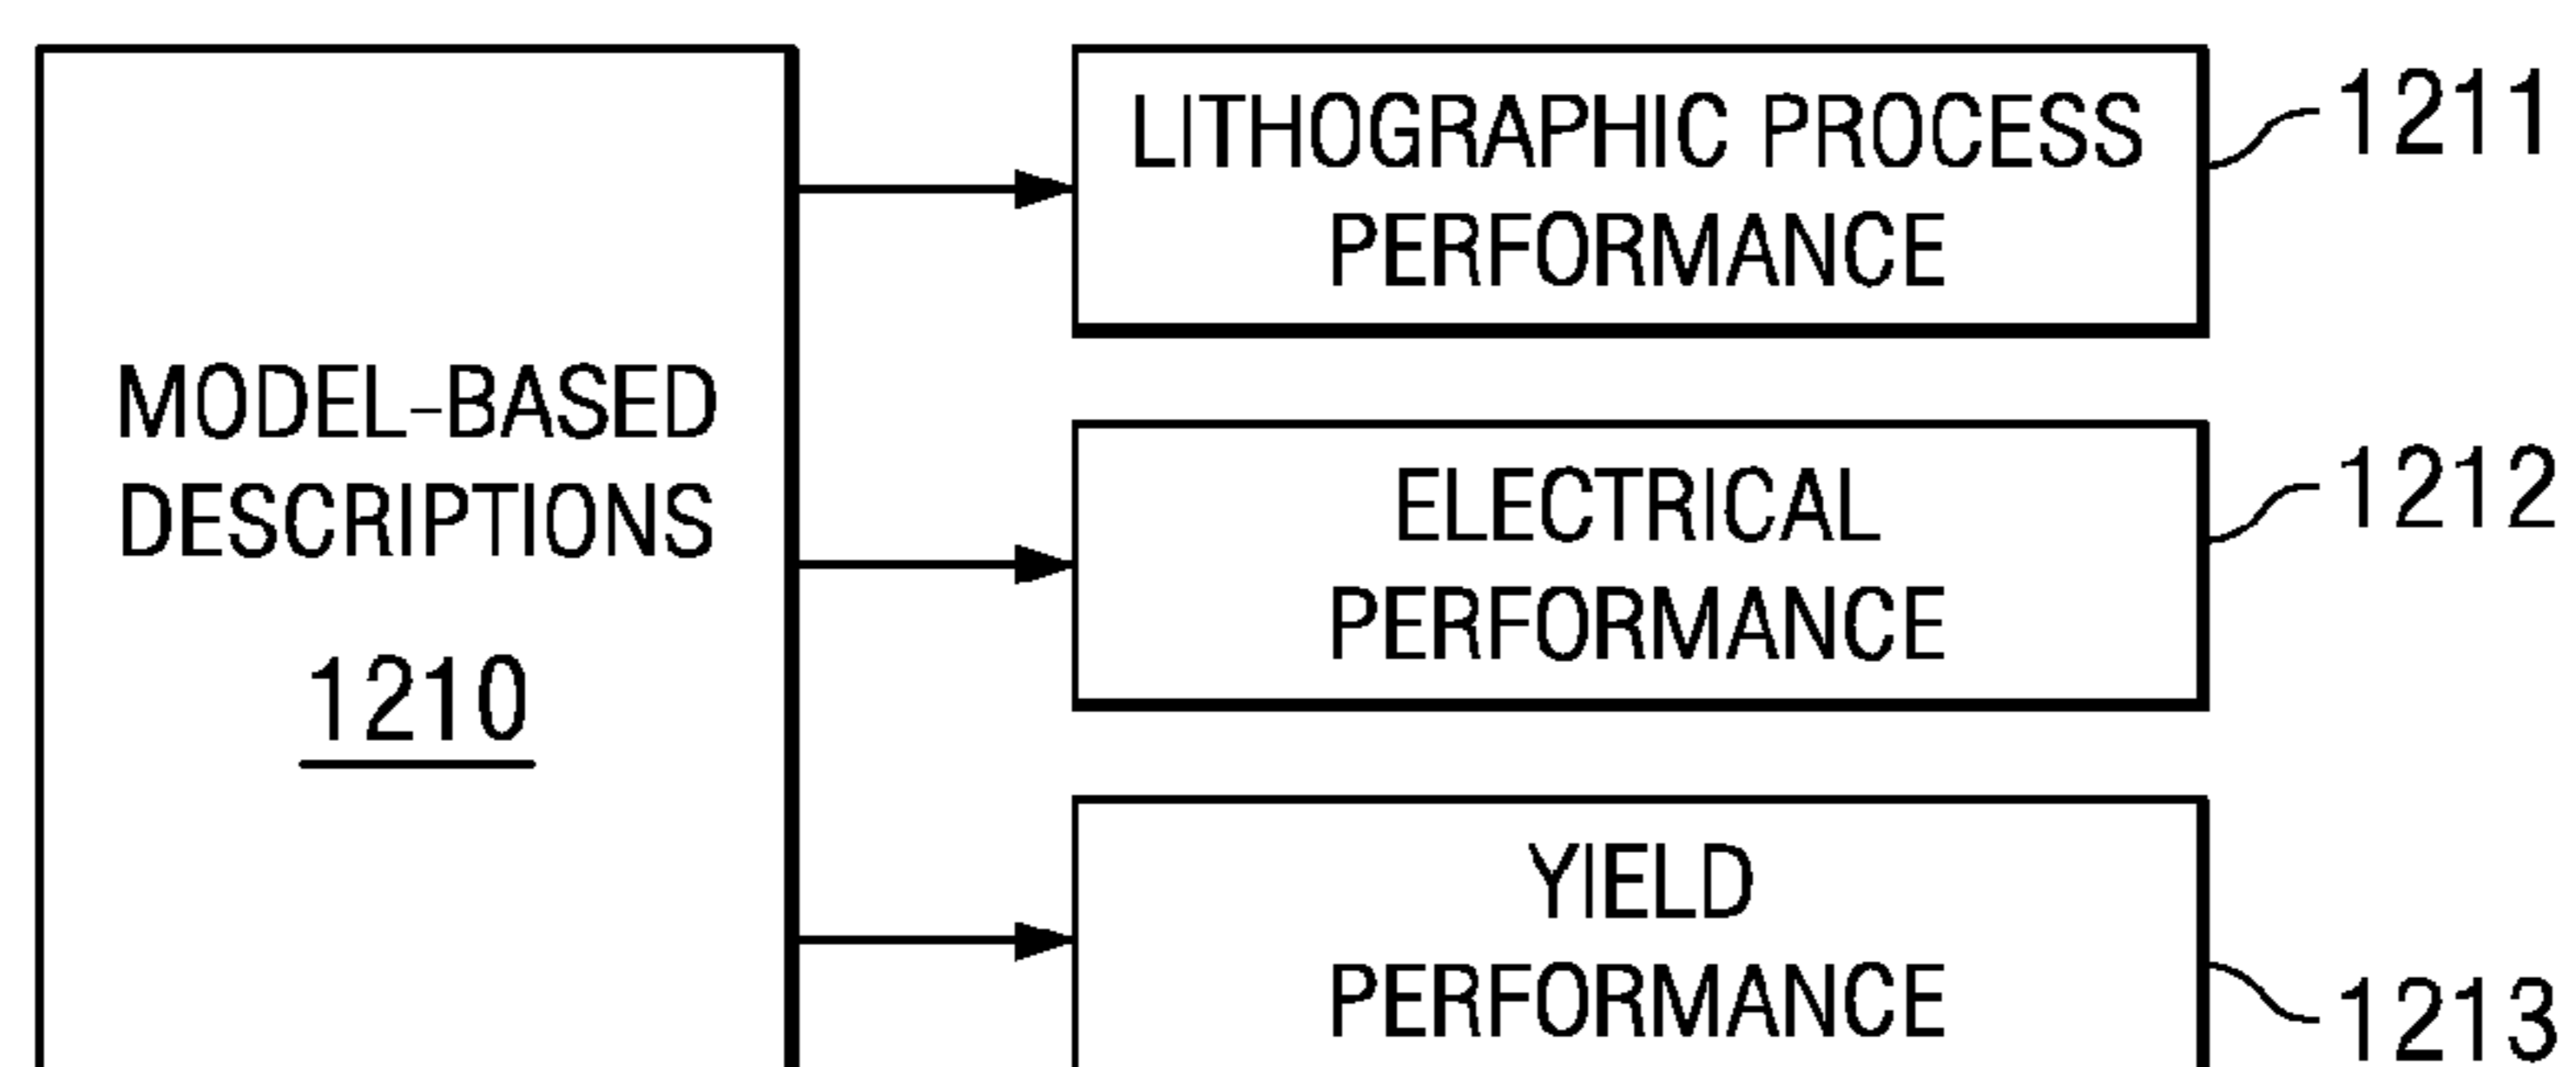 MODEL-BASED
DESCRIPTIONS
1210
LITHOGRAPHIC PROCESS
PERFORMANCE
1211
ELECTRICAL
PERFORMANCE
1212
YIELD
PERFORMANCE
1213